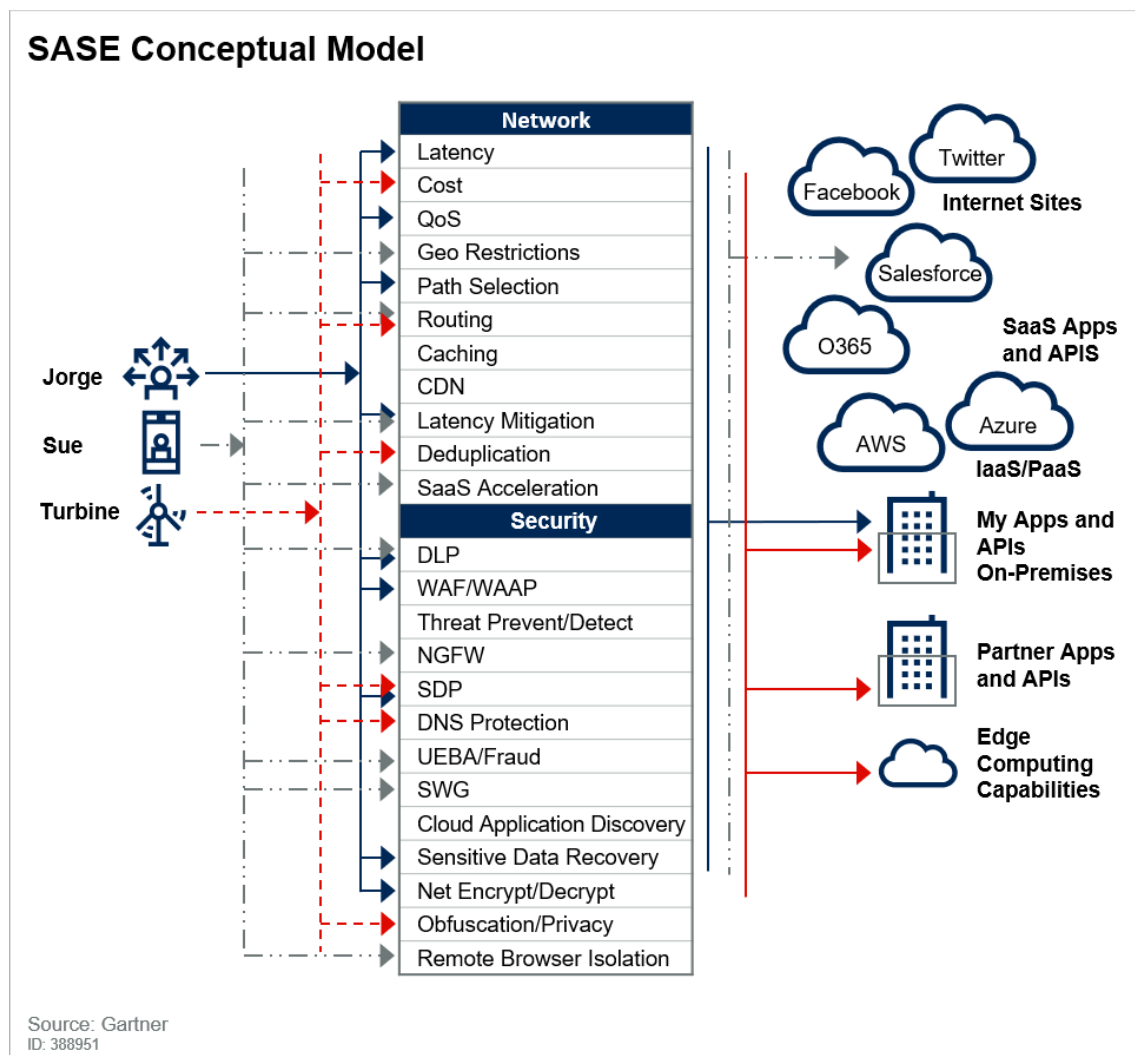 SASE Conceptual Model
Network
Latency
Cost
QoS
Geo Restrictions
Path Selection
Routing
Caching
CDN
Latency Mitigation
Deduplication
SaaS Acceleration
Security
DLP
WAF/WAAP
Threat Prevent/Detect
NGFW
SDP
DNS Protection
UEBA/Fraud
SWG
Cloud Application Discovery
Sensitive Data Recovery
Net Encrypt/Decrypt
Obfuscation/Privacy
Remote Browser Isolation
Jorge
Sue
Turbine
Twitter
Facebook
Internet Sites
Salesforce
O365
SaaS Apps
and APIS
Azure
AWS
IaaS/PaaS
My Apps and
APIs
On-Premises
Partner Apps
and APIs
Edge
Computing
Capabilities
Source: Gartner
ID: 388951